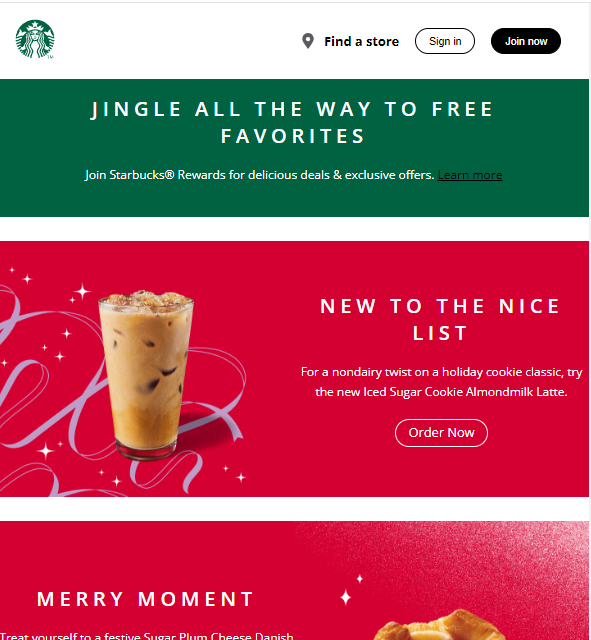 Find a store
Sign in
Join now
JINGLE ALL THE WAY TO FREE
FAVORITES
Join Starbucks® Rewards for delicious deals & exclusive offers. Learn more
NEW TO THE NICE
LIST
For a nondairy twist on a holiday cookie classic, try
the new Iced Sugar Cookie Almondmilk Latte.
Order Now
MERRY MOMENT
Treat yourself to a festive Sugar Plum Cheese Danish